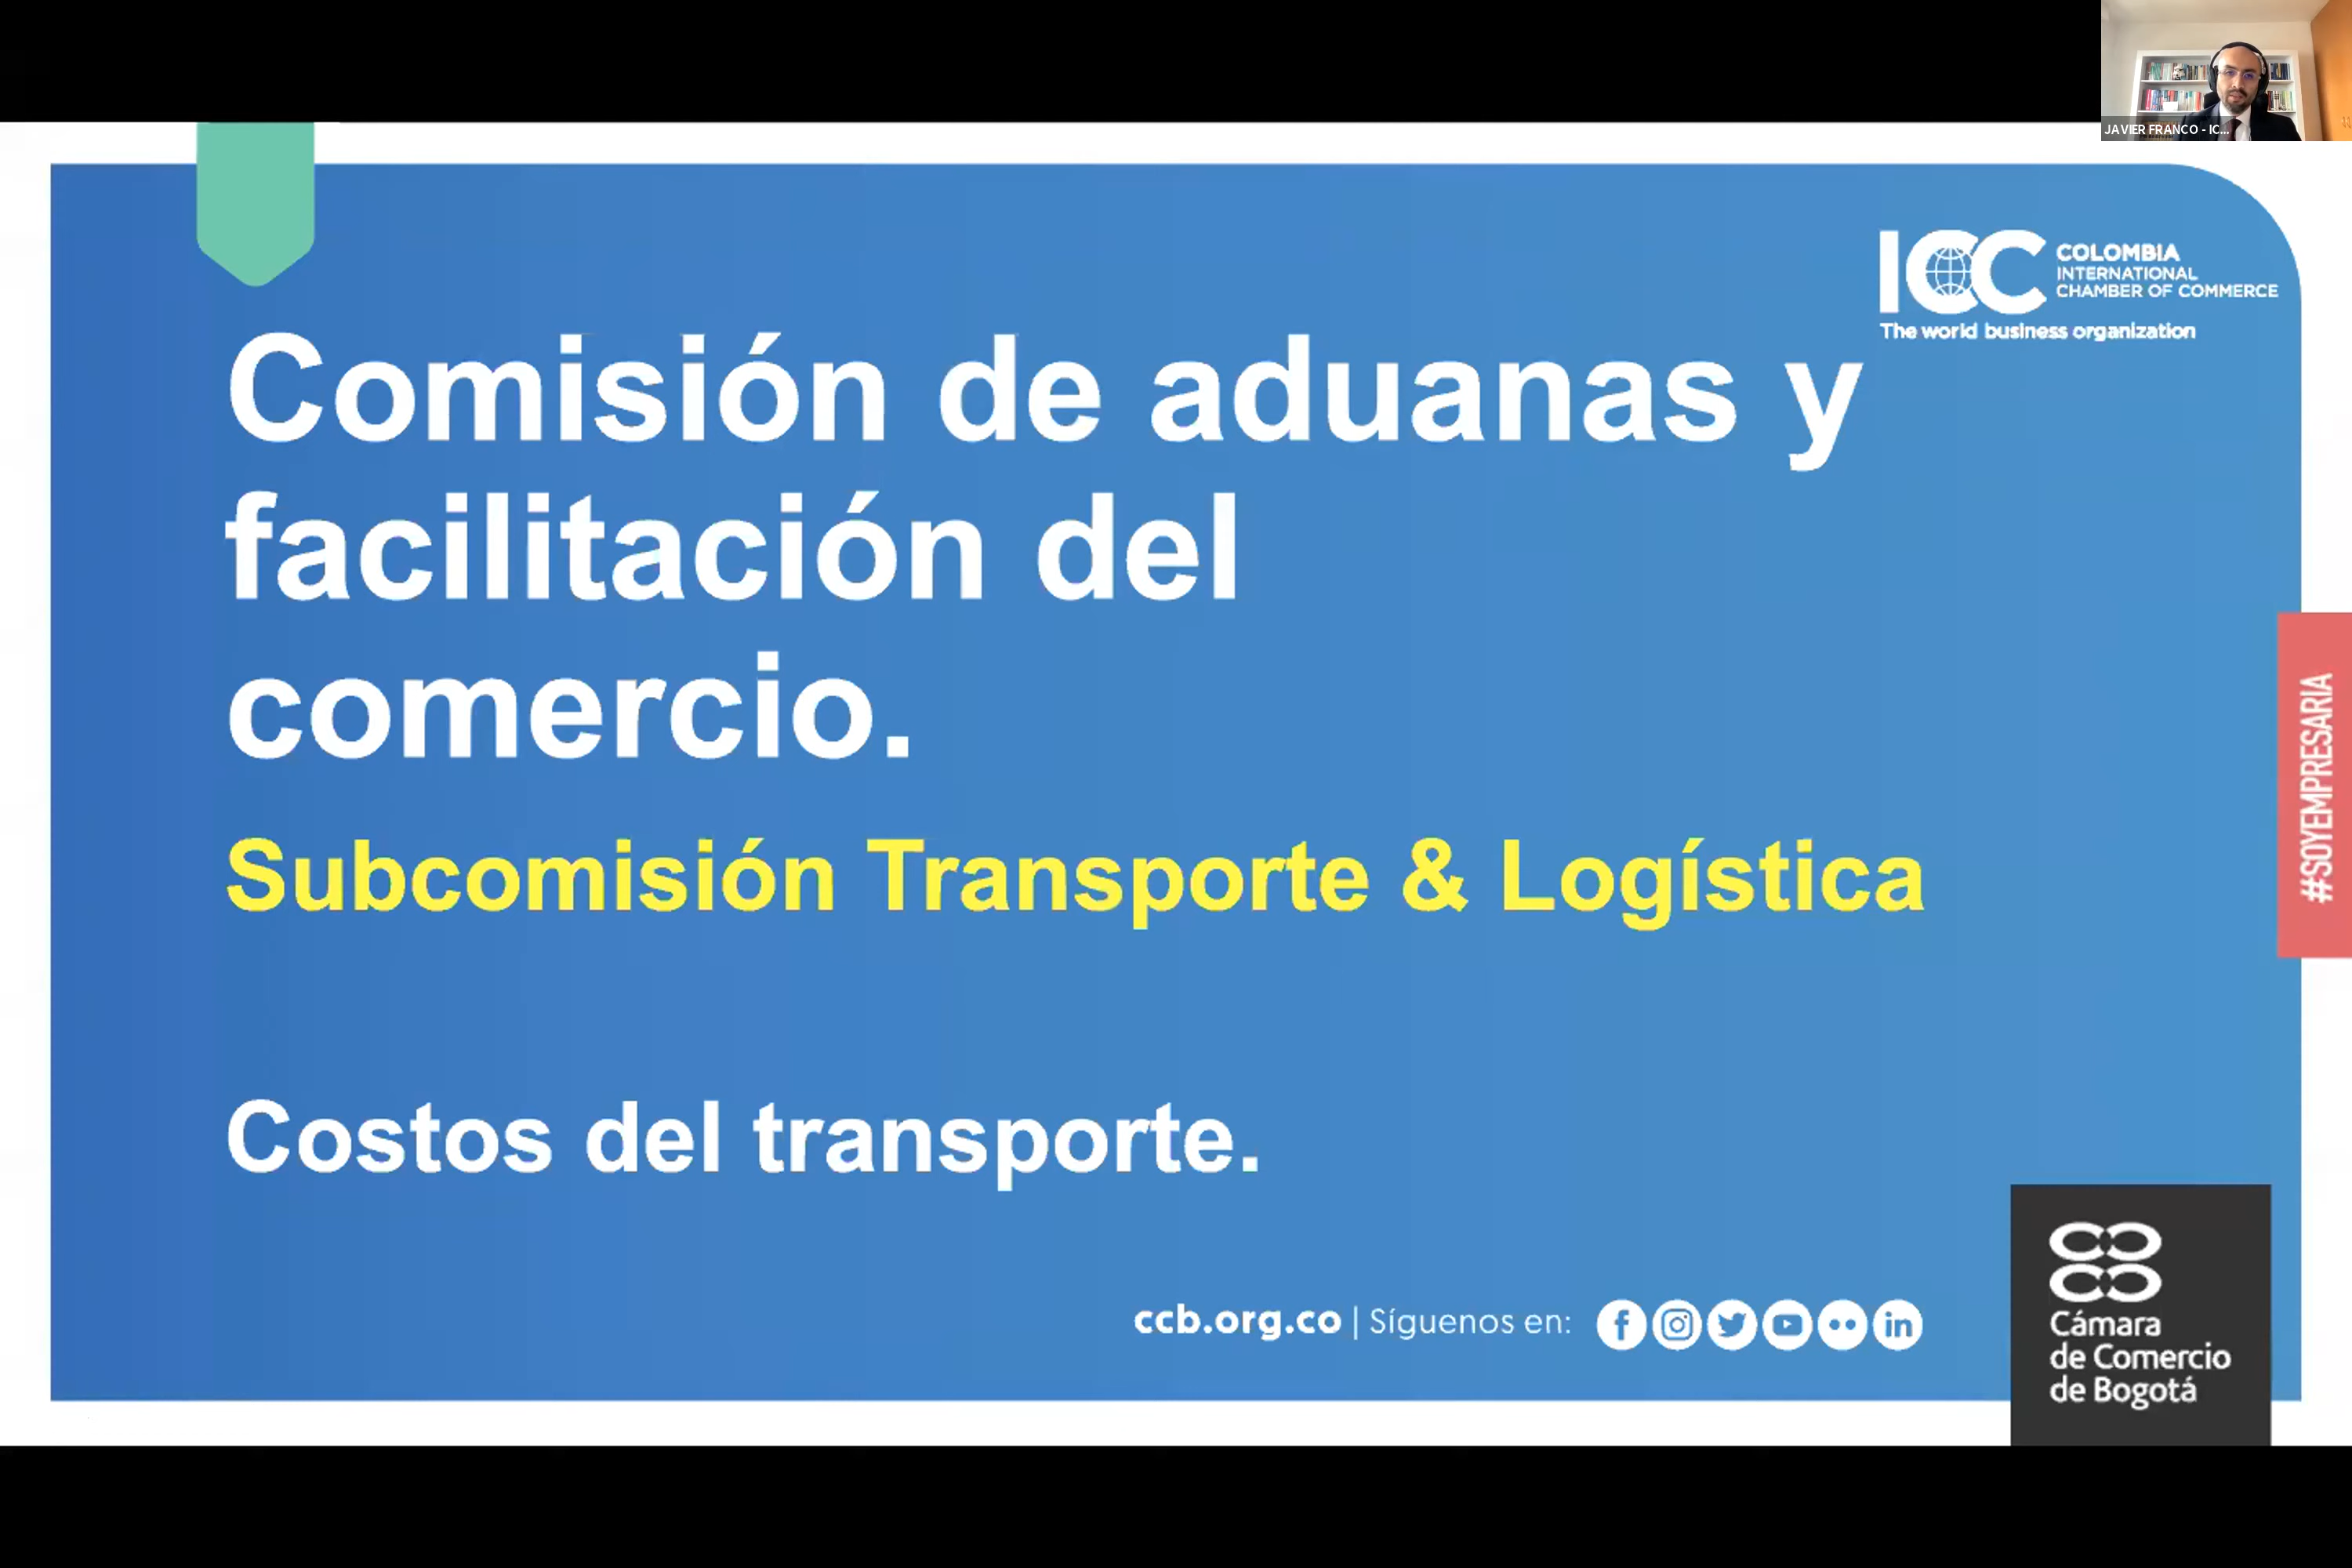 JAVIER FRANCO - IC...
ICC
COLOMBIA
INTERNATIONAL
CHAMBER OF COMMERCE
The world business organization
Comisión de aduanas y
facilitación del
comercio.
Subcomisión Transporte & Logística
Costos del transporte.
#SOYEMPRESARIA
ccb.org.co | Síguenos en:
Cámara
de Comercio
de Bogotá